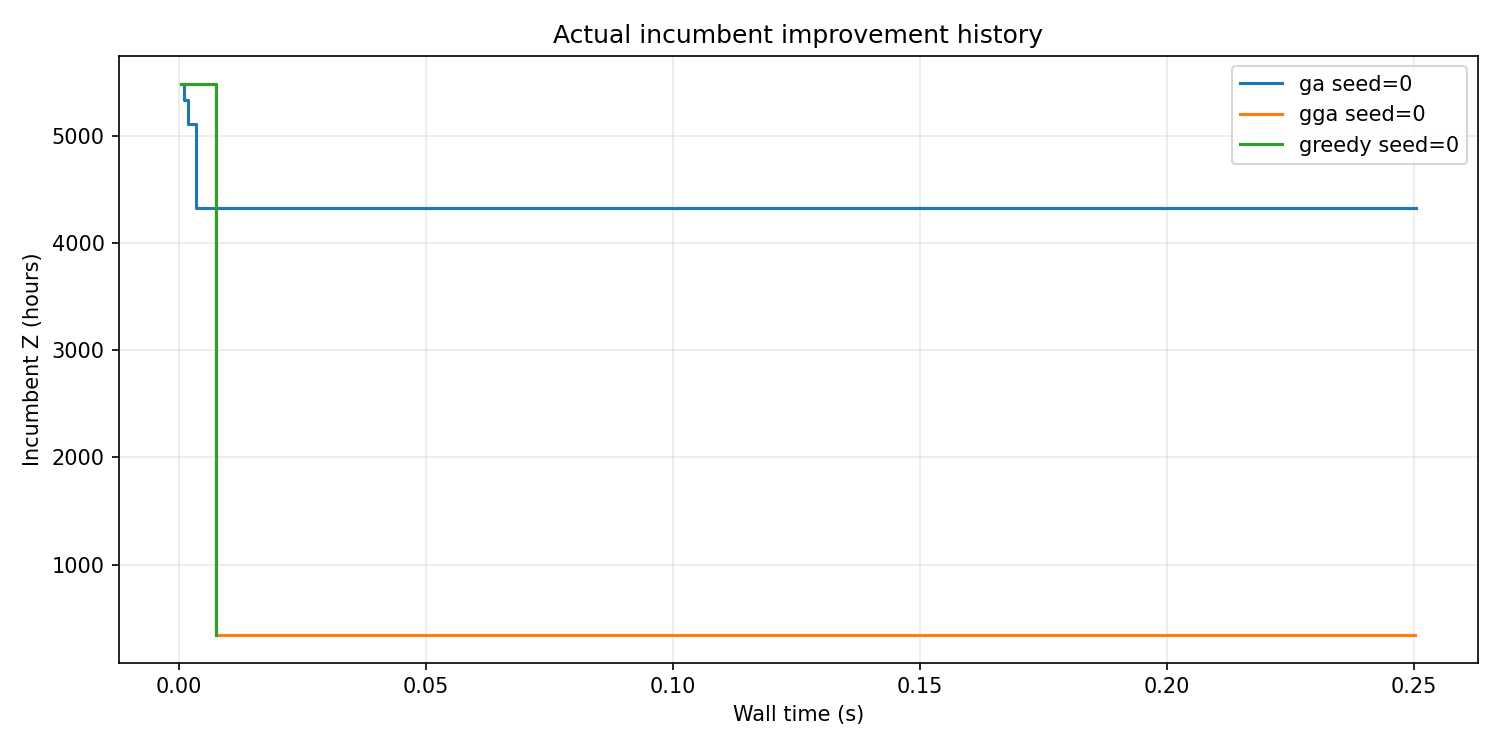 Actual incumbent improvement history
ga seed=0
gga seed=0
greedy seed=0
5000
4000
3000
2000
1000
Incumbent Z (hours)
0.00 0.05 0.10 0.15 0.20 0.25
Wall time (s)